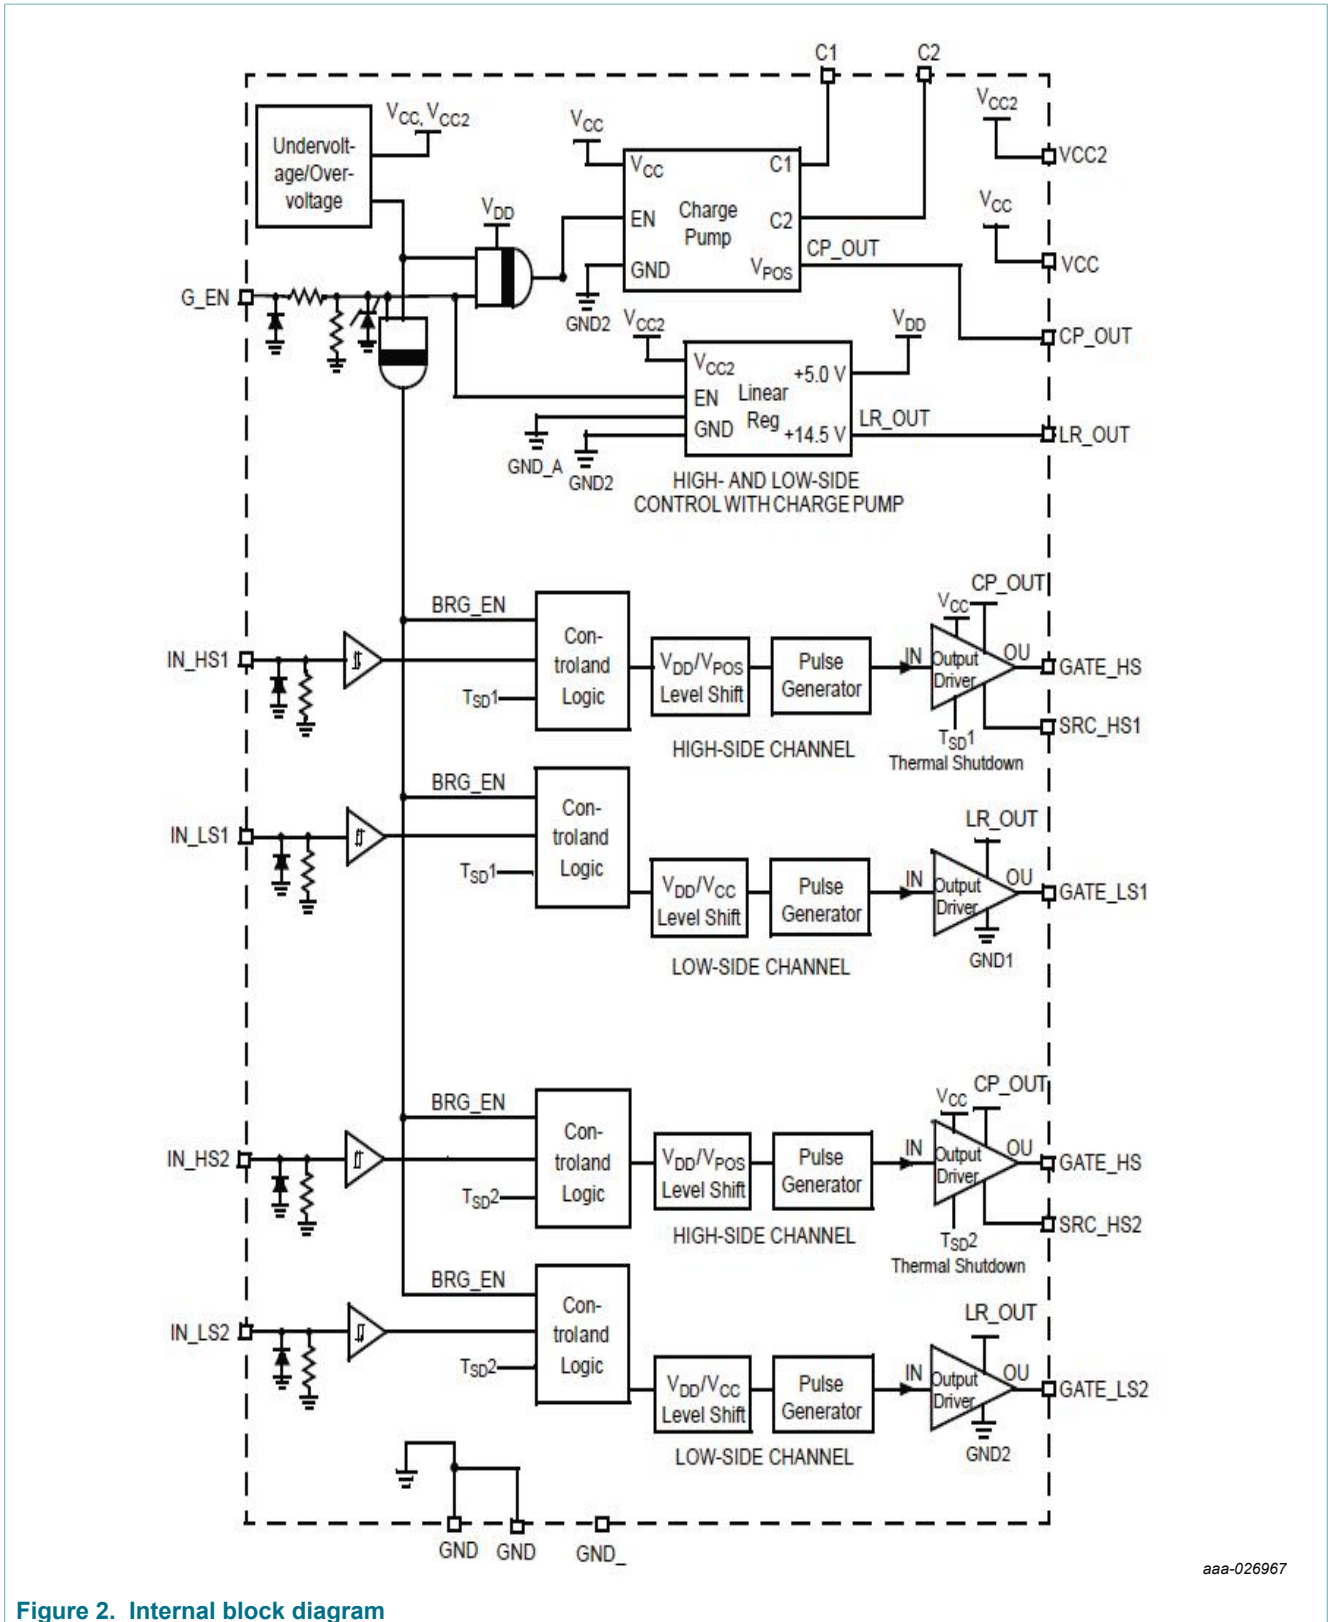 C1 C2
VCC, VCC2
VCC
VCC2
Undervolt-
age/Over-
voltage
VCC C1
VCC2
EN Charge C2
Pump
VDD
VCC
CP_OUT
GND VPOS
VCC
G_EN
GND2
VCC2
VDD
CP_OUT
VCC2 +5.0 V
EN Linear
Reg
GND +14.5 V
LR_OUT
LR_OUT
GND_A
GND2
HIGH- AND LOW-SIDE
CONTROL WITH CHARGE PUMP
CP_OUT
VCC
BRG_EN
IN_HS1
Con-
troland
Logic
TSD1
VDD/VPOS
Level Shift
Pulse
Generator
IN Output
Driver
OU
GATE_HS
SRC_HS1
TSD1
Thermal Shutdown
HIGH-SIDE CHANNEL
BRG_EN
IN_LS1
Con-
troland
Logic
TSD1
VDD/VCC
Level Shift
Pulse
Generator
LR_OUT
IN Output
Driver
OU
GATE_LS1
GND1
LOW-SIDE CHANNEL
CP_OUT
VCC
BRG_EN
IN_HS2
Con-
troland
Logic
TSD2
VDD/VPOS
Level Shift
Pulse
Generator
IN Output
Driver
OU
GATE_HS
SRC_HS2
TSD2
Thermal Shutdown
HIGH-SIDE CHANNEL
BRG_EN
IN_LS2
Con-
troland
Logic
TSD2
VDD/VCC
Level Shift
Pulse
Generator
LR_OUT
IN Output
Driver
OU
GATE_LS2
GND2
LOW-SIDE CHANNEL
GND GND GND_
aaa-026967
Figure 2. Internal block diagram